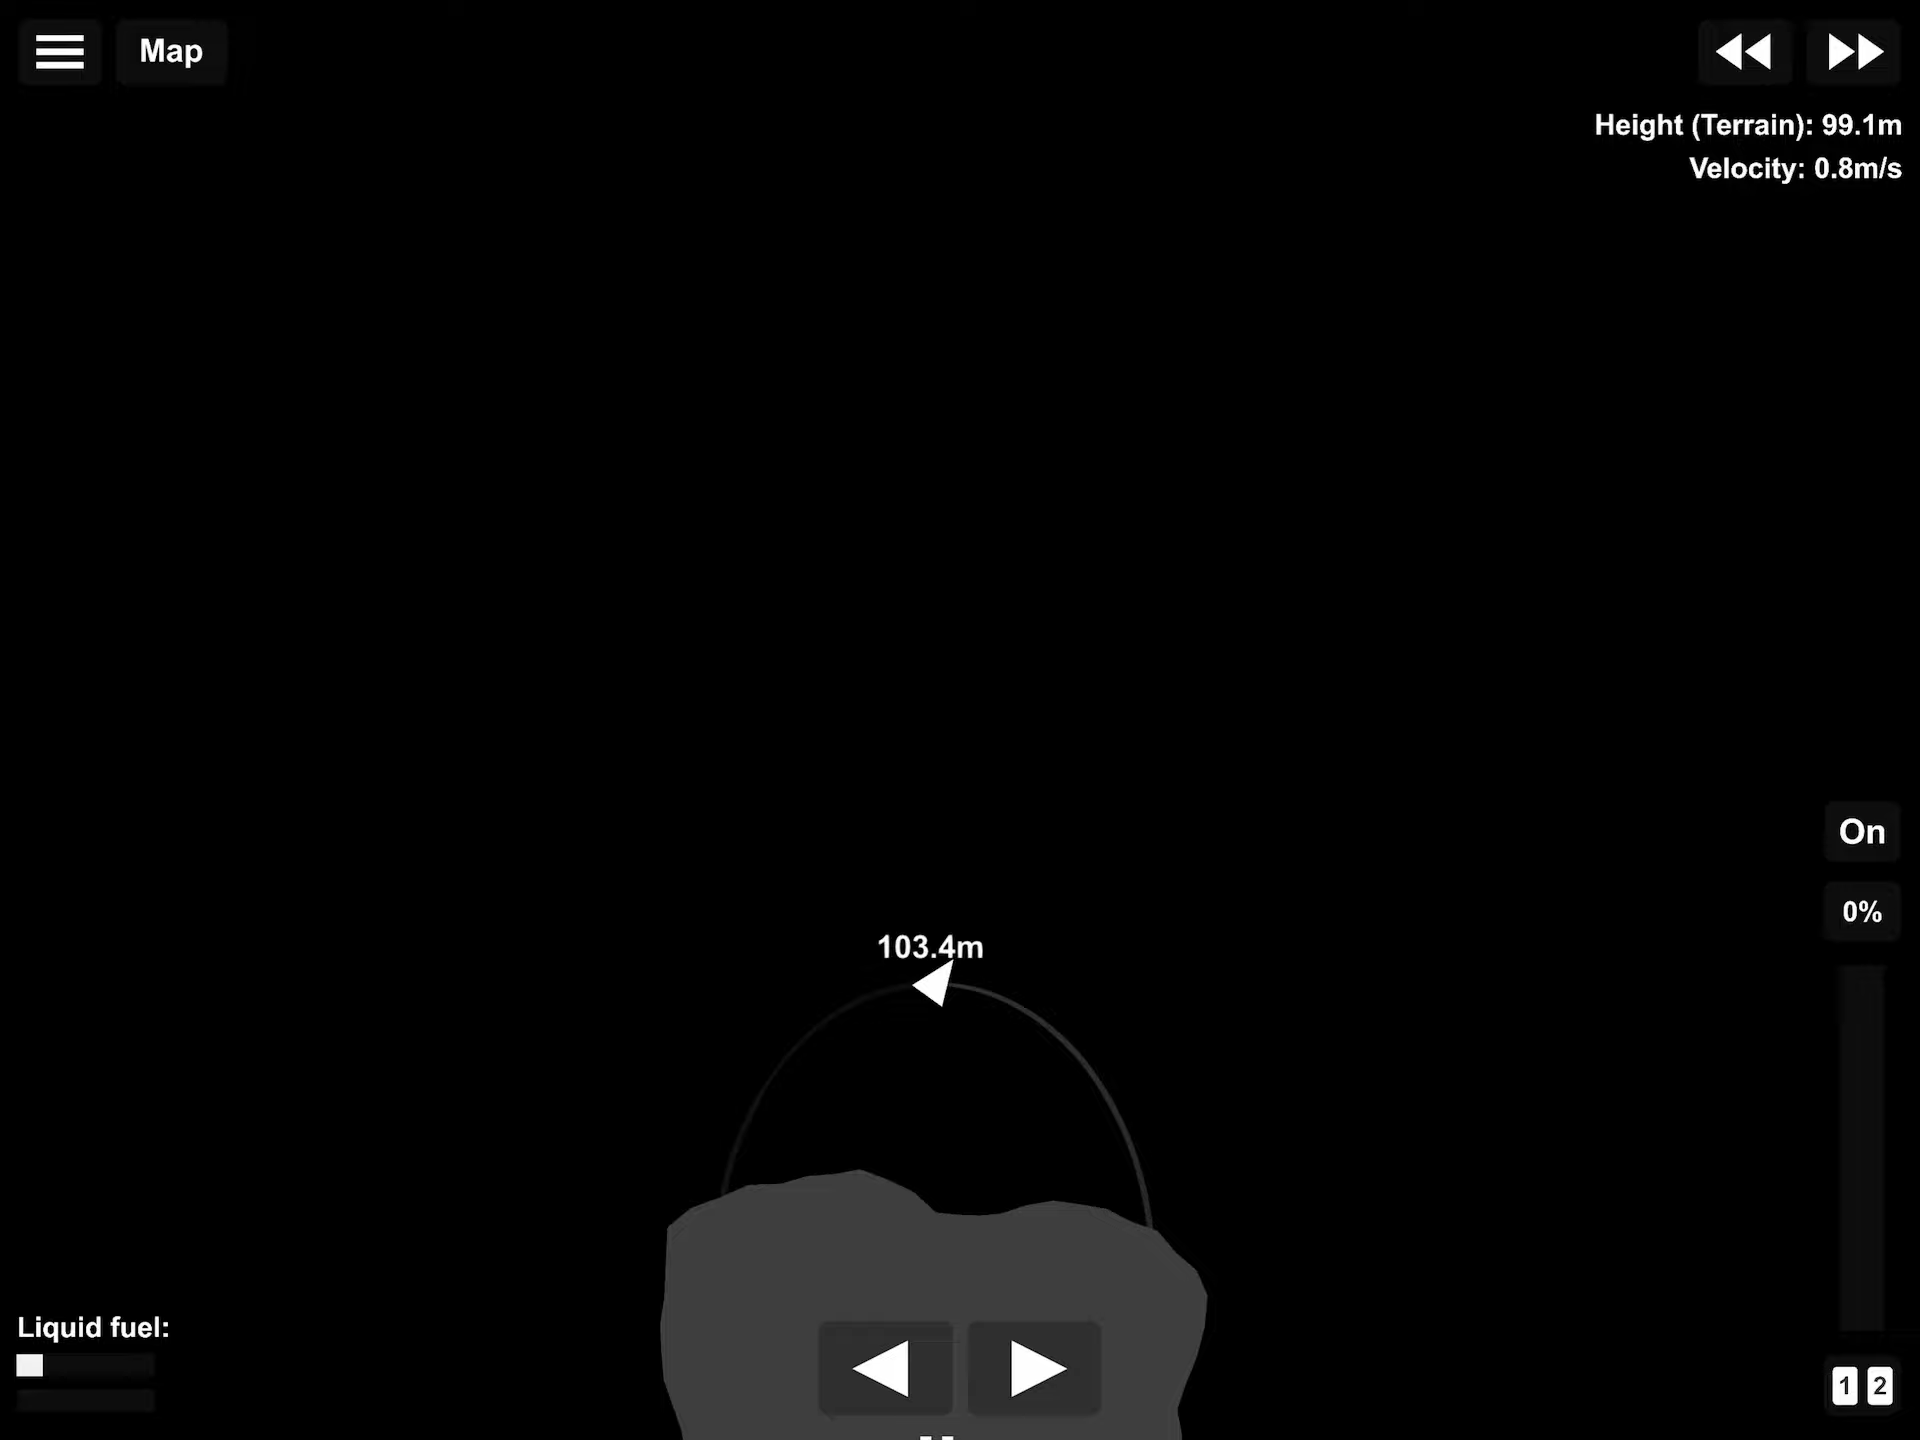 Map
Height (Terrain): 99.1m
Velocity: 0.8m/s
On
0%
103.4m
Liquid fuel:
1 2